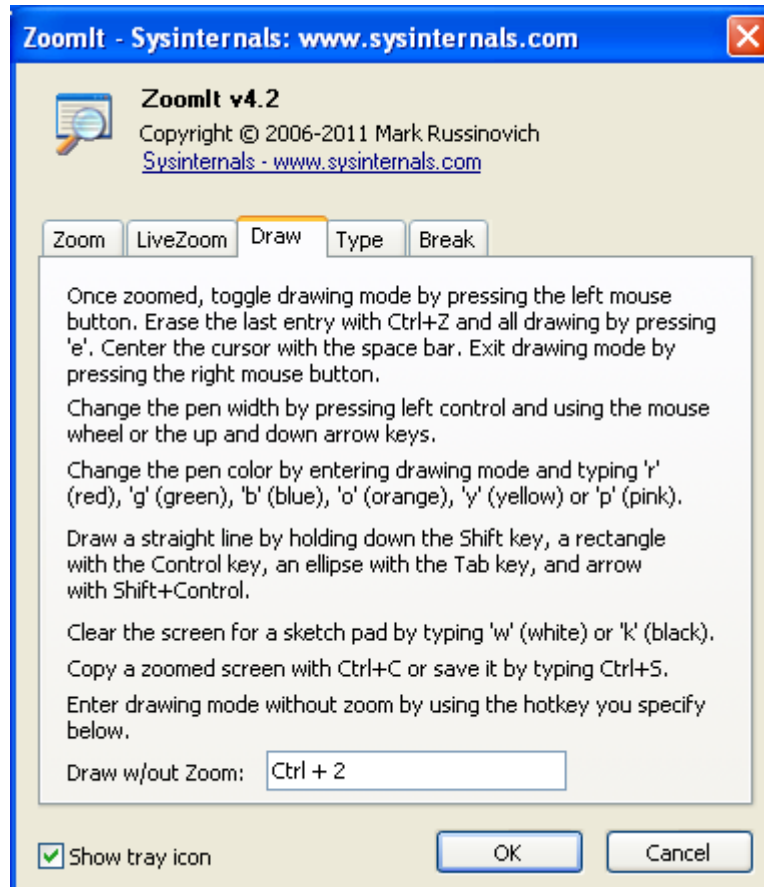 ZoomIt - Sysinternals: www.sysinternals.com
ZoomIt v4.2
Copyright © 2006-2011 Mark Russinovich
Sysinternals - www.sysinternals.com
Zoom LiveZoom Draw Type Break
Once zoomed, toggle drawing mode by pressing the left mouse
button. Erase the last entry with Ctrl+Z and all drawing by pressing
'e'. Center the cursor with the space bar. Exit drawing mode by
pressing the right mouse button.
Change the pen width by pressing left control and using the mouse
wheel or the up and down arrow keys.
Change the pen color by entering drawing mode and typing 'r'
(red), 'g' (green), 'b' (blue), 'o' (orange), 'y' (yellow) or 'p' (pink).
Draw a straight line by holding down the Shift key, a rectangle
with the Control key, an ellipse with the Tab key, and arrow
with Shift+Control.
Clear the screen for a sketch pad by typing 'w' (white) or 'k' (black).
Copy a zoomed screen with Ctrl+C or save it by typing Ctrl+S.
Enter drawing mode without zoom by using the hotkey you specify
below.
Draw w/out Zoom: Ctrl + 2
Show tray icon OK Cancel